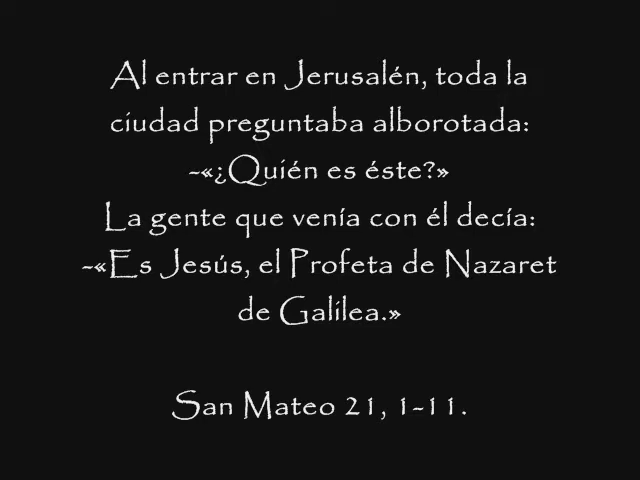 Al entrar en Jerusalén, toda la
ciudad preguntaba alborotada:
-«¿Quién es éste?»
La gente que venía con él decía:
-«Es Jesús, el Profeta de Nazaret
de Galilea.»
San Mateo 21, 1-11.